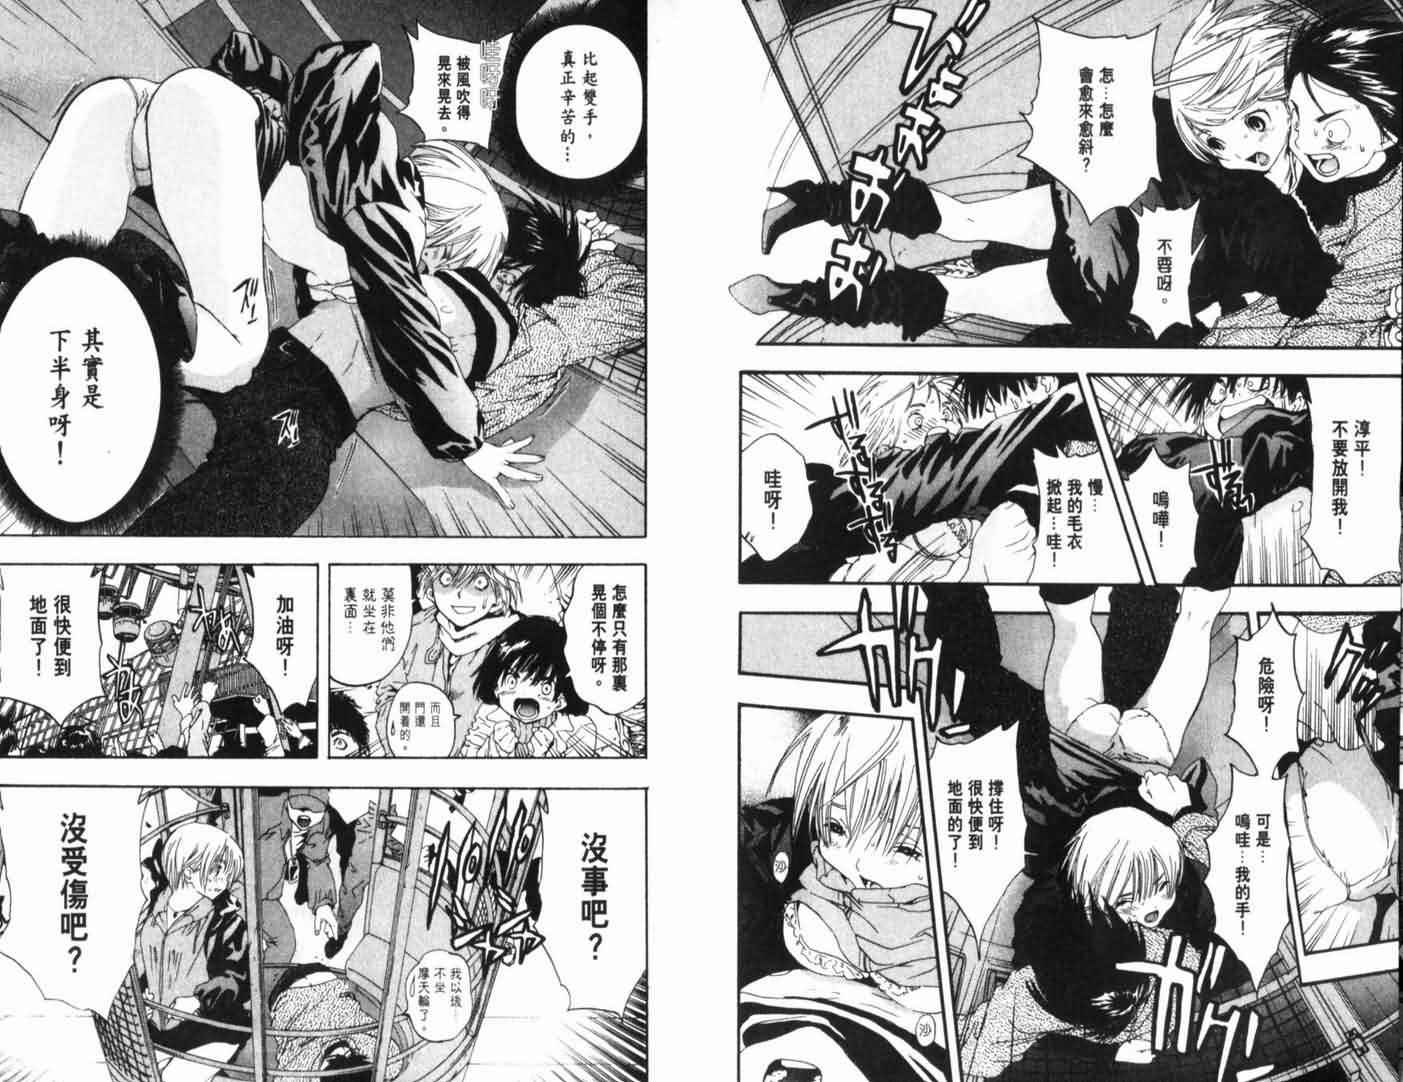 怎…怎麼
會愈來愈斜?
不要呀。
淳平!
不要放開我!
嗚嘩!
慢…
我的毛衣
掀起…哇!
哇呀!
危險呀!
可是…
嗚哇…我的手!
撐住呀!
很快便到
地面的了!
沙
沙
比起雙手,
真正辛苦的…
哇呀呀
被風吹得
晃來晃去。
其實是
下半身呀!
怎麼只有那裏
晃個不停呀。
莫非他們
就坐在
裏面…
而且
門還
開着的。
加油呀!
很快便到
地面了!
沒事吧?
我以後
不坐
摩天輪了。
沒受傷吧?